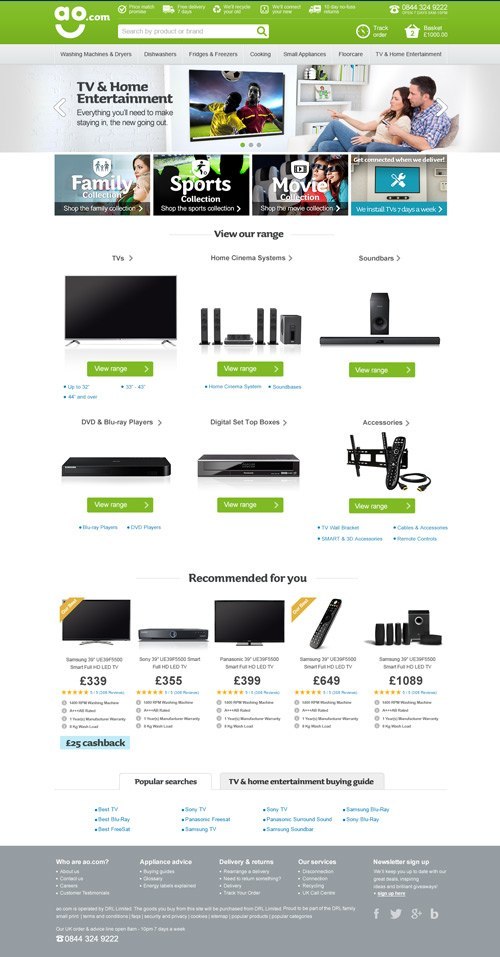 ao.com
Price match promise
Free delivery 7 days
We'll recycle your old
We'll connect your new
10 day no-fuss returns
0844 324 9222
Search by product or brand
Track order
2
Basket
£1000.00
Washing Machines & Dryers
Dishwashers
Fridges & Freezers
Cooking
Small Appliances
Floorcare
TV & Home Entertainment
TV & Home
Entertainment
Everything you'll need to make
staying in, the new going out.
Family
Collection
Shop the family collection
Sports
Collection
Shop the sports collection
Movie
Collection
Shop the movie collection
Get connected when we deliver!
We install TVs 7 days a week
View our range
TVs
Home Cinema Systems
Soundbars
View range
View range
View range
Up to 32"
33" - 43"
44" and over
Home Cinema System
Soundbases
DVD & Blu-ray Players
Digital Set Top Boxes
Accessories
View range
View range
View range
Blu-ray Players
DVD Players
TV Wall Bracket
Cables & Accessories
SMART & 3D Accessories
Remote Controls
Recommended for you
Our Best
Our Best
Samsung 39" UE39F5500
Smart Full HD LED TV
Sony 39" UE39F5500 Smart
Full HD LED TV
Panasonic 39" UE39F5500
Smart Full HD LED TV
Samsung 39" UE39F5500
Smart Full HD LED TV
Samsung 39" UE39F5500
Smart Full HD LED TV
£339
£355
£399
£649
£1089
1400 RPM Washing Machine
A+++AB Rated
1 Year(s) Manufacturer Warranty
8 Kg Wash Load
1400 RPM Washing Machine
A+++AB Rated
1 Year(s) Manufacturer Warranty
8 Kg Wash Load
1400 RPM Washing Machine
A+++AB Rated
1 Year(s) Manufacturer Warranty
8 Kg Wash Load
1400 RPM Washing Machine
A+++AB Rated
1 Year(s) Manufacturer Warranty
8 Kg Wash Load
1400 RPM Washing Machine
A+++AB Rated
1 Year(s) Manufacturer Warranty
8 Kg Wash Load
£25 cashback
Popular searches
TV & home entertainment buying guide
Best TV
Sony TV
Sony TV
Samsung Blu-Ray
Best Blu-Ray
Panasonic Freesat
Panasonic Surround Sound
Sony Blu-Ray
Best FreeSat
Samsung TV
Samsung Soundbar
Who are ao.com?
About us
Contact us
Careers
Customer Testimonials
Appliance advice
Buying guides
Glossary
Energy labels explained
Delivery & returns
Rearrange a delivery
Need to return something?
Delivery
Track Your Order
Our services
Disconnection
Connection
Recycling
UK Call Centre
Newsletter sign up
We'll keep you up to date with our
great deals, inspiring
ideas and brilliant giveaways!
sign up here
ao.com is operated by DRL Limited. The goods you buy from this site will be purchased from DRL Limited. Proud to be part of the DRL family
small print | terms and conditions | faqs | security and privacy | cookies | sitemap | popular products | popular categories
Our UK order & advice line open 8am - 10pm 7 days a week
0844 324 9222